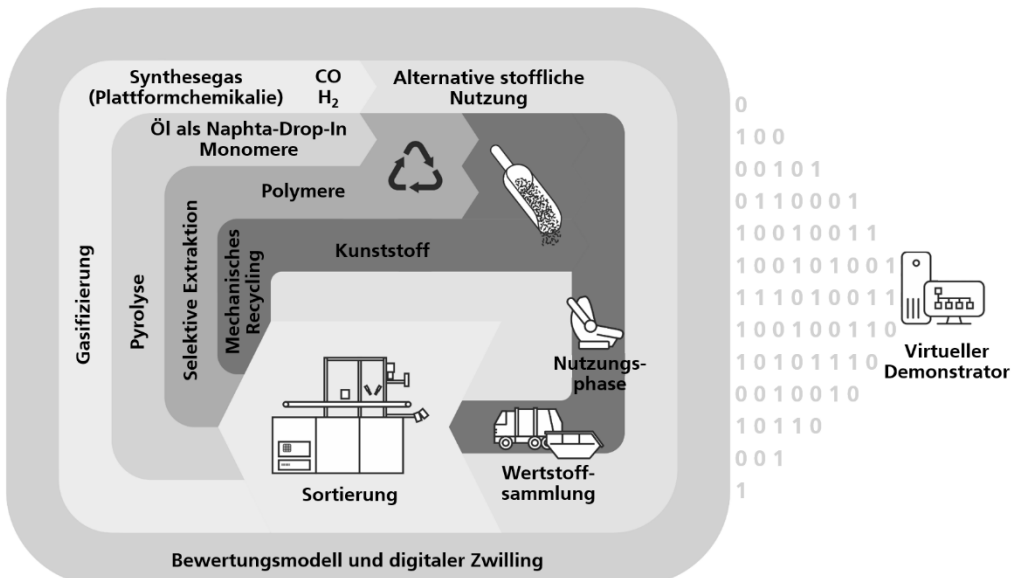 Synthesegas
(Plattformchemikalie)
CO
H₂
Alternative stoffliche
Nutzung
Öl als Naphta-Drop-In
Monomere
Polymere
Kunststoff
Gasifizierung
Pyrolyse
Selektive Extraktion
Mechanisches
Recycling
Nutzungs-
phase
Sortierung
Wertstoff-
sammlung
Bewertungsmodell und digitaler Zwilling
0
100
00101
0110001
10010011
100101001
111010011
100100110
10101110
0010010
10110
001
1
Virtueller
Demonstrator